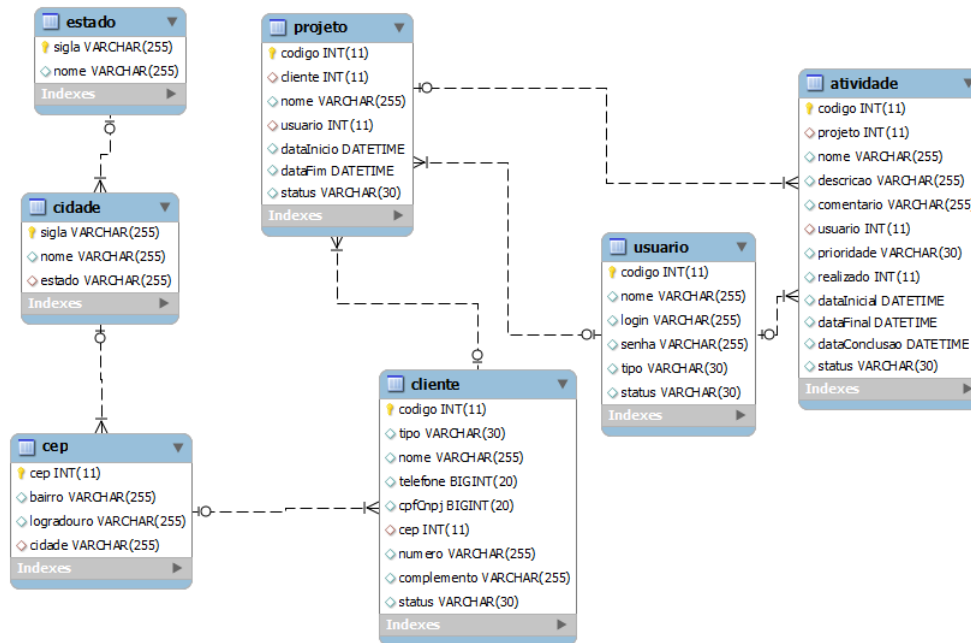 estado
sigla VARCHAR(255)
nome VARCHAR(255)
Indexes
projeto
codigo INT(11)
cliente INT(11)
nome VARCHAR(255)
usuario INT(11)
dataInicio DATETIME
dataFim DATETIME
status VARCHAR(30)
Indexes
atividade
codigo INT(11)
projeto INT(11)
nome VARCHAR(255)
descricao VARCHAR(255)
comentario VARCHAR(255)
usuario INT(11)
prioridade VARCHAR(30)
realizado INT(11)
dataInicial DATETIME
dataFinal DATETIME
dataConclusao DATETIME
status VARCHAR(30)
Indexes
cidade
sigla VARCHAR(255)
nome VARCHAR(255)
estado VARCHAR(255)
Indexes
usuario
codigo INT(11)
nome VARCHAR(255)
login VARCHAR(255)
senha VARCHAR(255)
tipo VARCHAR(30)
status VARCHAR(30)
Indexes
cliente
codigo INT(11)
tipo VARCHAR(30)
nome VARCHAR(255)
telefone BIGINT(20)
cpfCnpj BIGINT(20)
cep INT(11)
numero VARCHAR(255)
complemento VARCHAR(255)
status VARCHAR(30)
Indexes
cep
cep INT(11)
bairro VARCHAR(255)
logradouro VARCHAR(255)
cidade VARCHAR(255)
Indexes